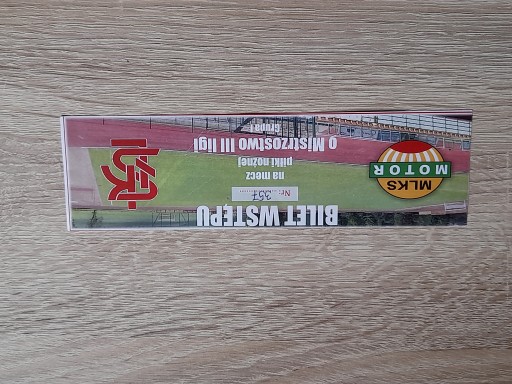 BILET WSTĘPU
Nr 357
na mecz
piłki nożnej
o Mistrzostwo III ligi
Grupa I
MLKS
MOTOR